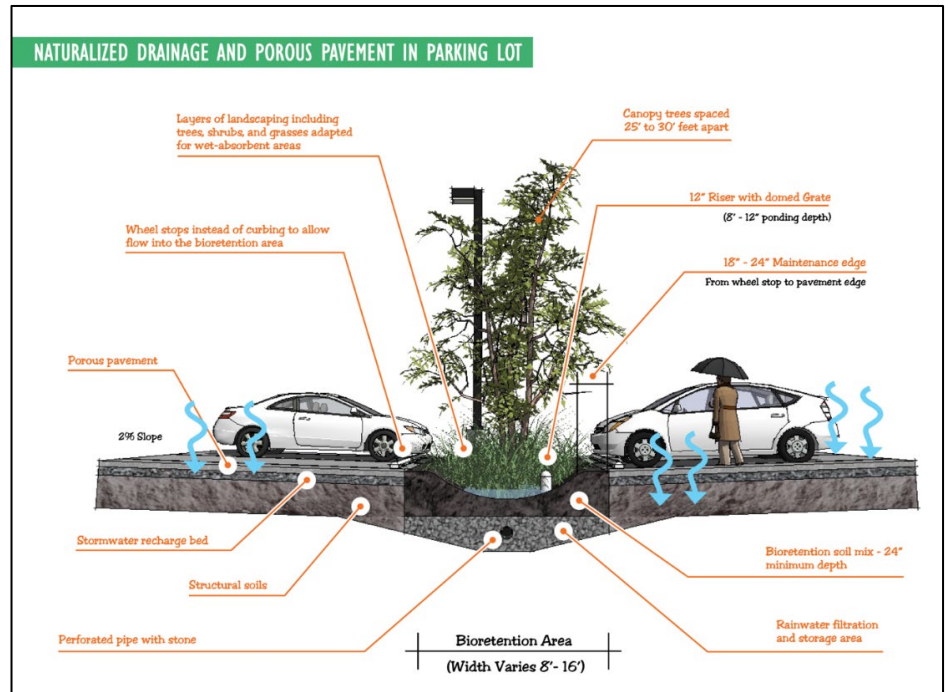 NATURALIZED DRAINAGE AND POROUS PAVEMENT IN PARKING LOT
Layers of landscaping including
trees, shrubs, and grasses adapted
for wet-absorbent areas
Canopy trees spaced
25' to 30' feet apart
12" Riser with domed Grate
(8' - 12" ponding depth)
Wheel stops instead of curbing to allow
flow into the bioretention area
18" - 24" Maintenance edge
From wheel stop to pavement edge
Porous pavement
2% Slope
Stormwater recharge bed
Bioretention soil mix - 24"
minimum depth
Structural soils
Perforated pipe with stone
Rainwater filtration
and storage area
Bioretention Area
(Width Varies 8'- 16')